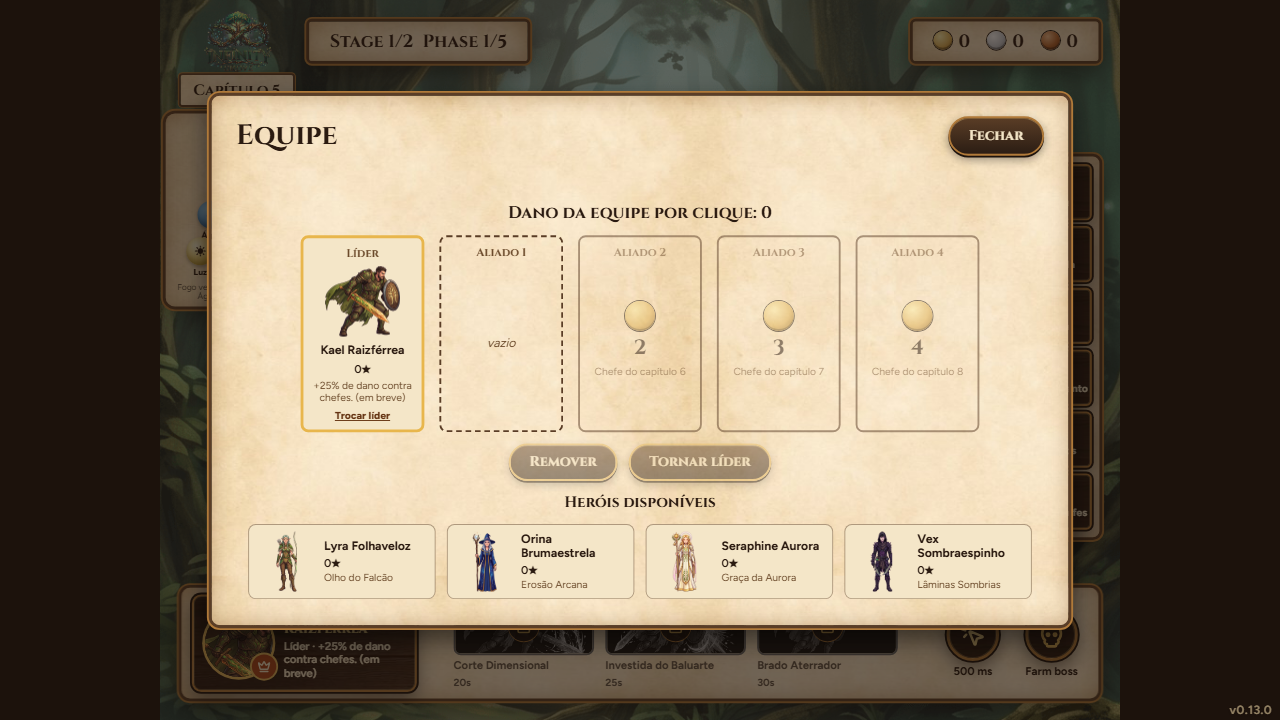 Stage 1/2 Phase 1/5
0 0 0
Capítulo 5
Equipe
Fechar
Dano da equipe por clique: 0
Líder
Kael Raizférrea
0★
+25% de dano contra
chefes. (em breve)
Trocar líder
Aliado 1
vazio
Aliado 2
2
Chefe do capítulo 6
Aliado 3
3
Chefe do capítulo 7
Aliado 4
4
Chefe do capítulo 8
Remover
Tornar líder
Heróis disponíveis
Lyra Folhaveloz
0★
Olho do Falcão
Orina
Brumaestrela
0★
Erosão Arcana
Seraphine Aurora
0★
Graça da Aurora
Vex
Sombraespinho
0★
Lâminas Sombrias
Líder · +25% de dano
contra chefes. (em
breve)
Corte Dimensional
20s
Investida do Baluarte
25s
Brado Aterrador
30s
500 ms
Farm boss
v0.13.0